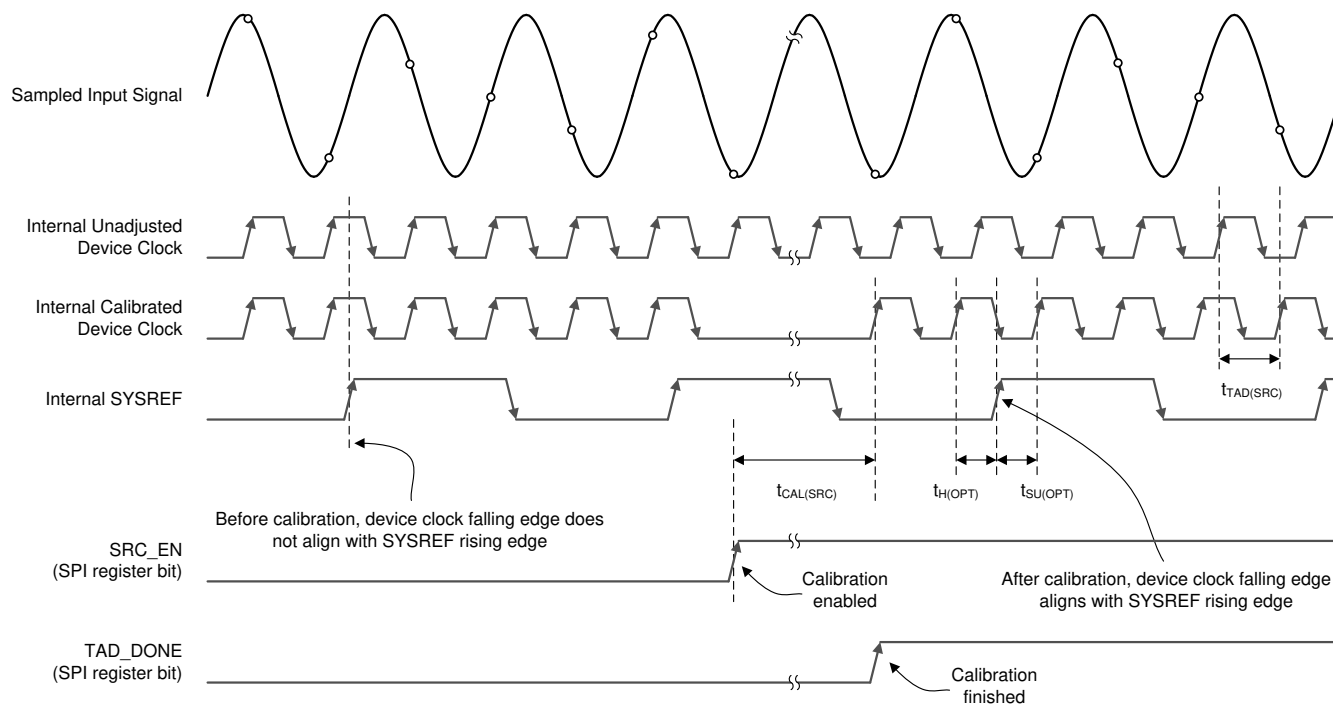 Sampled Input Signal
Internal Unadjusted
Device Clock
Internal Calibrated
Device Clock
Internal SYSREF
tTAD(SRC)
tCAL(SRC)
tH(OPT)
tSU(OPT)
Before calibration, device clock falling edge does
not align with SYSREF rising edge
SRC_EN
(SPI register bit)
Calibration
enabled
After calibration, device clock falling edge
aligns with SYSREF rising edge
TAD_DONE
(SPI register bit)
Calibration
finished